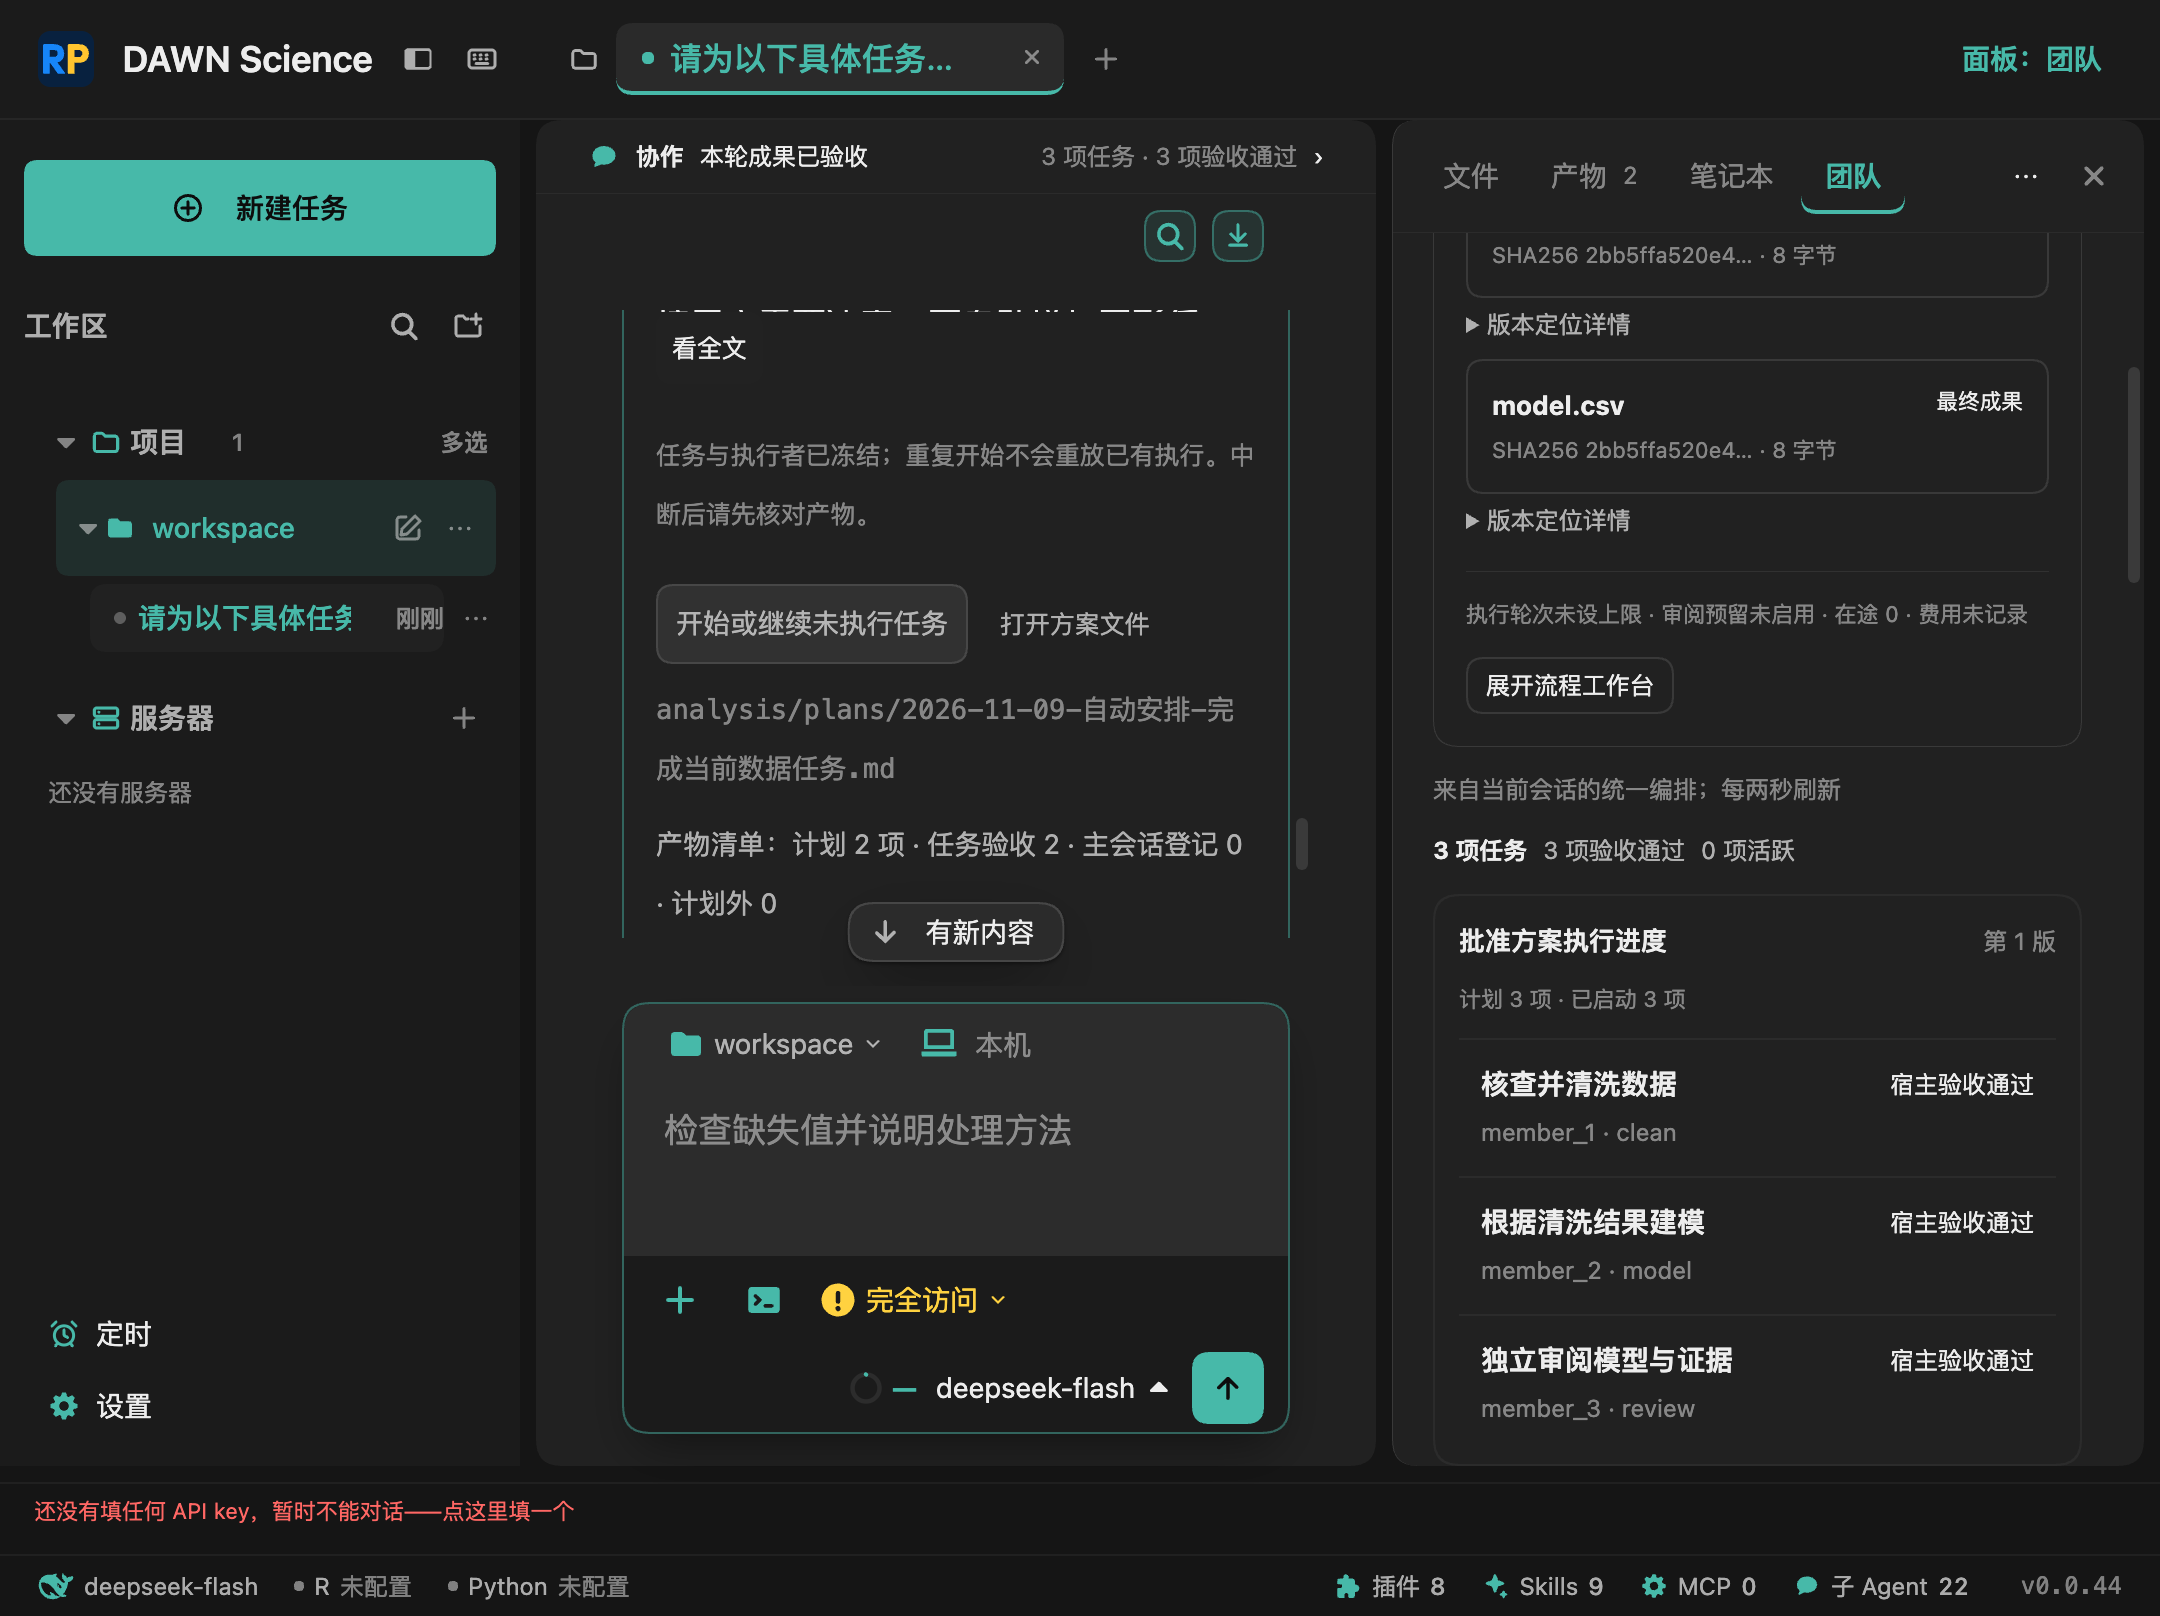 RP DAWN Science
请为以下具体任务...
面板：团队
新建任务
工作区
项目 1 多选
workspace
请为以下具体任务 刚刚
服务器
还没有服务器
定时
设置
协作 本轮成果已验收 3 项任务 · 3 项验收通过
看全文
任务与执行者已冻结；重复开始不会重放已有执行。中
断后请先核对产物。
开始或继续未执行任务 打开方案文件
analysis/plans/2026-11-09-自动安排-完
成当前数据任务.md
产物清单：计划 2 项 · 任务验收 2 · 主会话登记 0
· 计划外 0
有新内容
workspace 本机
检查缺失值并说明处理方法
完全访问
deepseek-flash
文件 产物 2 笔记本 团队
SHA256 2bb5ffa520e4... · 8 字节
版本定位详情
model.csv 最终成果
SHA256 2bb5ffa520e4... · 8 字节
版本定位详情
执行轮次未设上限 · 审阅预留未启用 · 在途 0 · 费用未记录
展开流程工作台
来自当前会话的统一编排；每两秒刷新
3 项任务 3 项验收通过 0 项活跃
批准方案执行进度 第 1 版
计划 3 项 · 已启动 3 项
核查并清洗数据 宿主验收通过
member_1 · clean
根据清洗结果建模 宿主验收通过
member_2 · model
独立审阅模型与证据 宿主验收通过
member_3 · review
还没有填任何 API key，暂时不能对话——点这里填一个
deepseek-flash R 未配置 Python 未配置
插件 8 Skills 9 MCP 0 子 Agent 22 v0.0.44